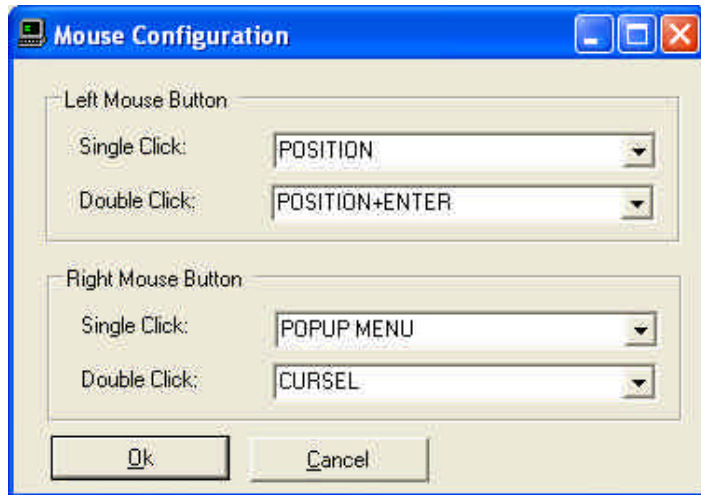 Mouse Configuration
Left Mouse Button
Single Click: POSITION
Double Click: POSITION+ENTER
Right Mouse Button
Single Click: POPUP MENU
Double Click: CURSEL
Ok Cancel